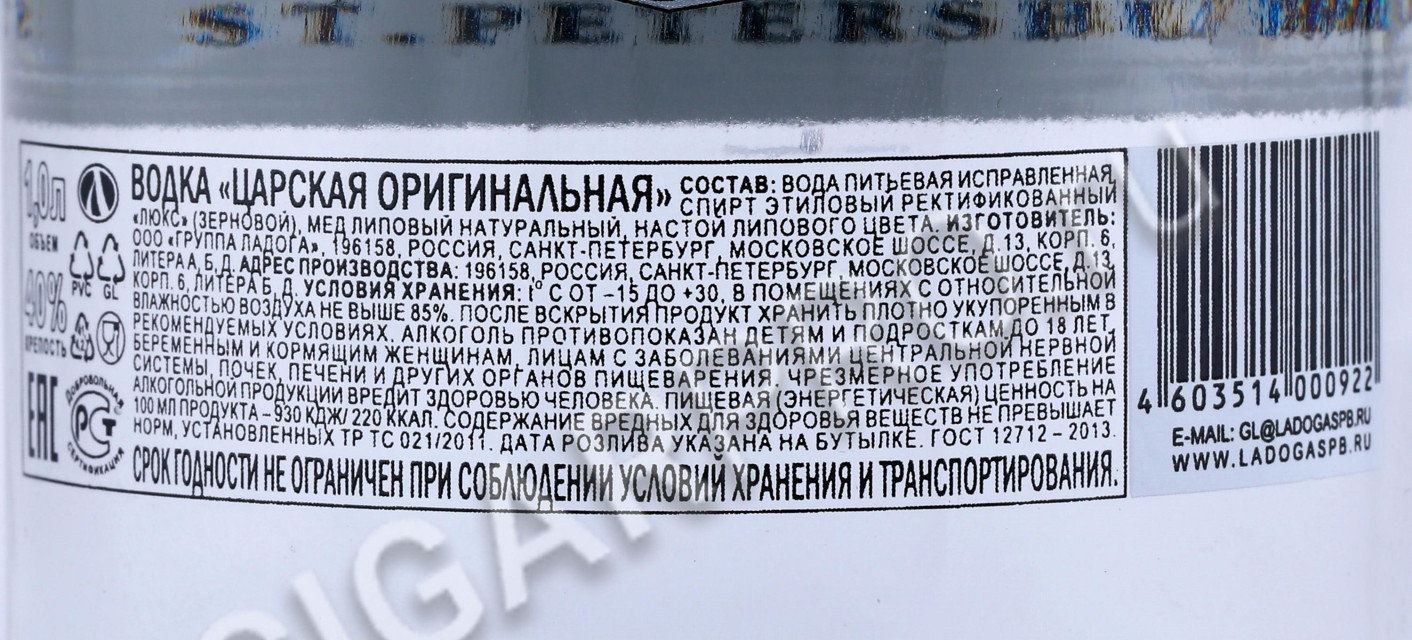 ST.PETERSB
1,0Л
ОБЪЕМ
40%
КРЕПОСТЬ
PVC GL
ДОБРОВОЛЬНАЯ
СЕРТИФИКАЦИЯ
ВОДКА «ЦАРСКАЯ ОРИГИНАЛЬНАЯ» СОСТАВ: ВОДА ПИТЬЕВАЯ ИСПРАВЛЕННАЯ,
СПИРТ ЭТИЛОВЫЙ РЕКТИФИКОВАННЫЙ
«ЛЮКС» (ЗЕРНОВОЙ), МЕД ЛИПОВЫЙ НАТУРАЛЬНЫЙ, НАСТОЙ ЛИПОВОГО ЦВЕТА. ИЗГОТОВИТЕЛЬ:
ООО «ГРУППА ЛАДОГА», 196158, РОССИЯ, САНКТ-ПЕТЕРБУРГ, МОСКОВСКОЕ ШОССЕ, Д.13, КОРП. 6,
ЛИТЕРА А, Б, Д. АДРЕС ПРОИЗВОДСТВА: 196158, РОССИЯ, САНКТ-ПЕТЕРБУРГ, МОСКОВСКОЕ ШОССЕ, Д.13,
КОРП. 6, ЛИТЕРА Б, Д. УСЛОВИЯ ХРАНЕНИЯ: t° С ОТ -15 ДО +30, В ПОМЕЩЕНИЯХ С ОТНОСИТЕЛЬНОЙ
ВЛАЖНОСТЬЮ ВОЗДУХА НЕ ВЫШЕ 85%. ПОСЛЕ ВСКРЫТИЯ ПРОДУКТ ХРАНИТЬ ПЛОТНО УКУПОРЕННЫМ В
РЕКОМЕНДУЕМЫХ УСЛОВИЯХ. АЛКОГОЛЬ ПРОТИВОПОКАЗАН ДЕТЯМ И ПОДРОСТКАМ ДО 18 ЛЕТ,
БЕРЕМЕННЫМ И КОРМЯЩИМ ЖЕНЩИНАМ, ЛИЦАМ С ЗАБОЛЕВАНИЯМИ ЦЕНТРАЛЬНОЙ НЕРВНОЙ
СИСТЕМЫ, ПОЧЕК, ПЕЧЕНИ И ДРУГИХ ОРГАНОВ ПИЩЕВАРЕНИЯ. ЧРЕЗМЕРНОЕ УПОТРЕБЛЕНИЕ
АЛКОГОЛЬНОЙ ПРОДУКЦИИ ВРЕДИТ ЗДОРОВЬЮ ЧЕЛОВЕКА. ПИЩЕВАЯ (ЭНЕРГЕТИЧЕСКАЯ) ЦЕННОСТЬ НА
100 МЛ ПРОДУКТА – 930 КДЖ/ 220 ККАЛ. СОДЕРЖАНИЕ ВРЕДНЫХ ДЛЯ ЗДОРОВЬЯ ВЕЩЕСТВ НЕ ПРЕВЫШАЕТ
НОРМ, УСТАНОВЛЕННЫХ ТР ТС 021/2011. ДАТА РОЗЛИВА УКАЗАНА НА БУТЫЛКЕ. ГОСТ 12712 – 2013.
СРОК ГОДНОСТИ НЕ ОГРАНИЧЕН ПРИ СОБЛЮДЕНИИ УСЛОВИЙ ХРАНЕНИЯ И ТРАНСПОРТИРОВАНИЯ.
4 603514 000922
E-MAIL: GL@LADOGASPB.RU
WWW.LADOGASPB.RU